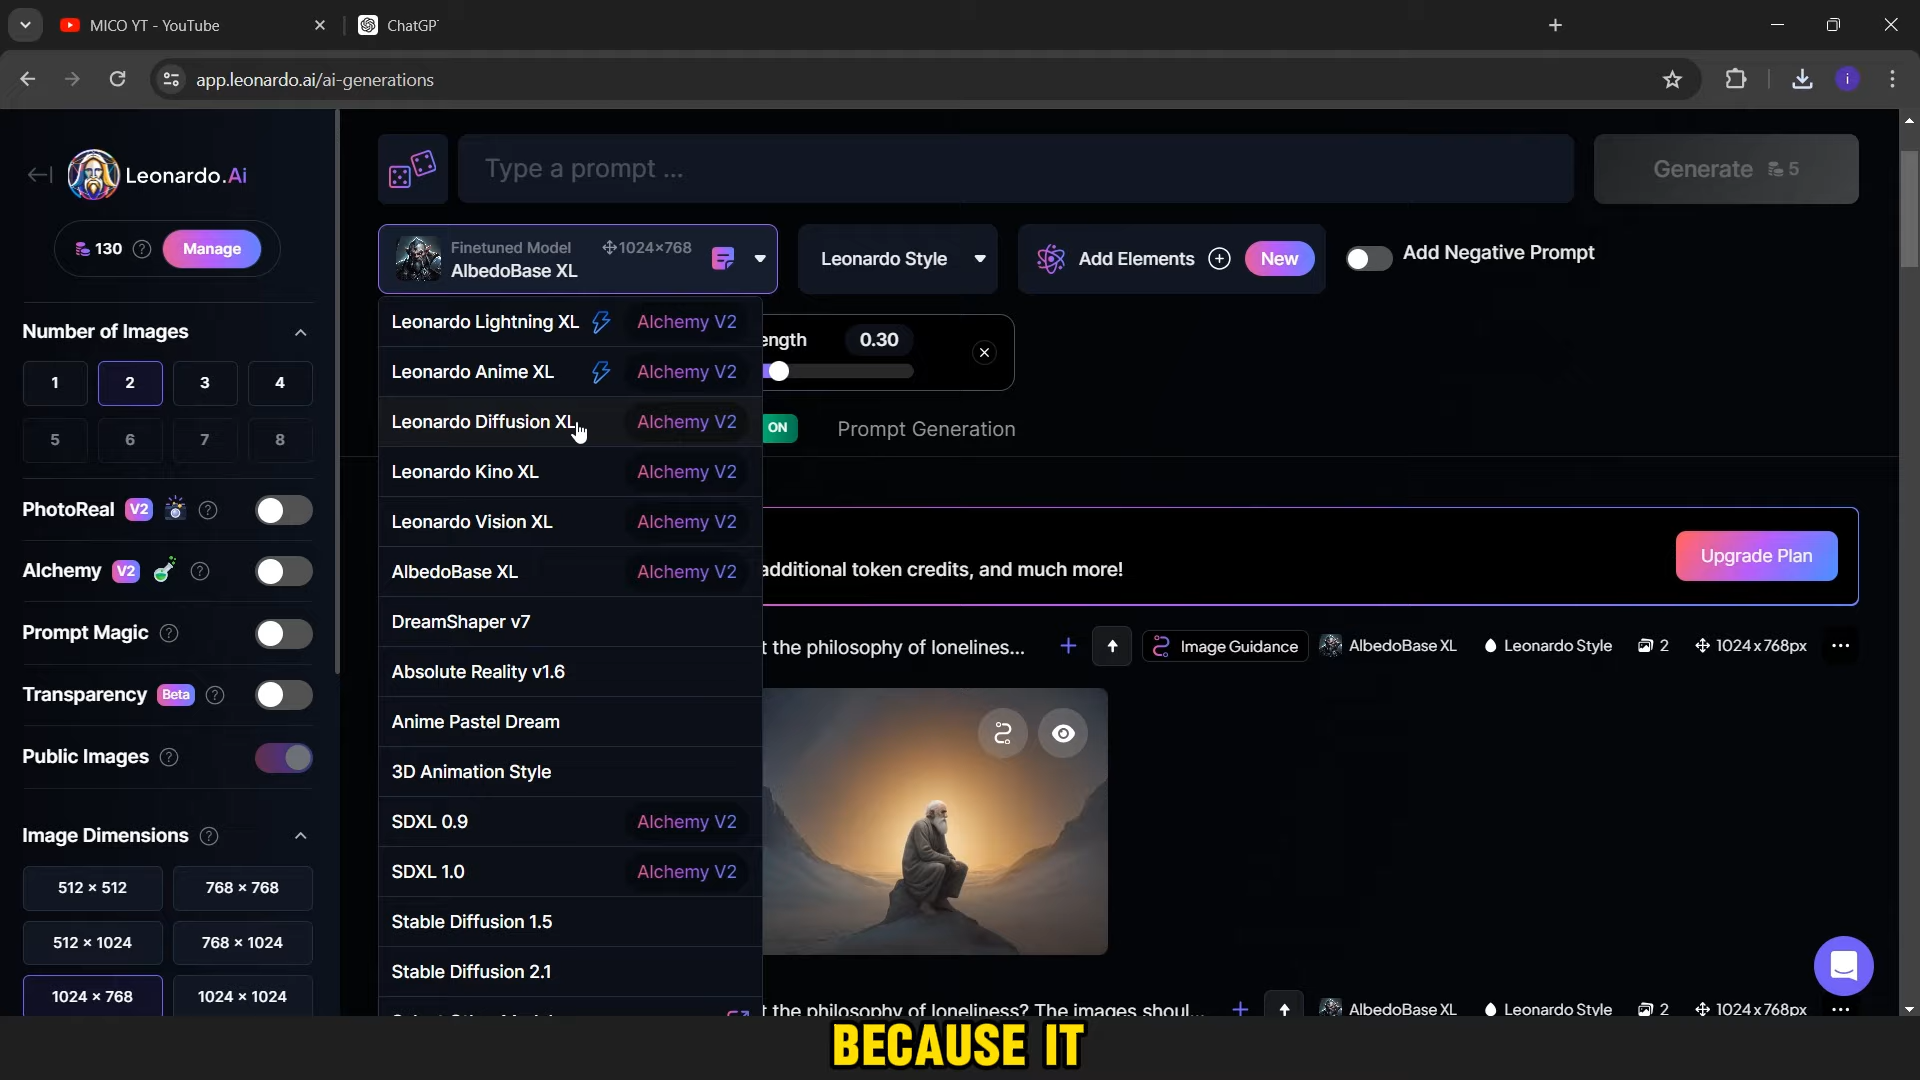 MICO YT - YouTube
ChatGP
app.leonardo.ai/ai-generations
i
Leonardo.Ai
130
Manage
Number of Images
1 2 3 4
5 6 7 8
PhotoReal V2
Alchemy V2
Prompt Magic
Transparency Beta
Public Images
Image Dimensions
512 × 512 768 × 768
512 × 1024 768 × 1024
1024 × 768 1024 × 1024
Type a prompt ...
Generate 5
Finetuned Model 1024×768
AlbedoBase XL
Leonardo Style
Add Elements
New
Add Negative Prompt
ength 0.30
ON
Prompt Generation
Leonardo Lightning XL Alchemy V2
Leonardo Anime XL Alchemy V2
Leonardo Diffusion XL Alchemy V2
Leonardo Kino XL Alchemy V2
Leonardo Vision XL Alchemy V2
AlbedoBase XL Alchemy V2
DreamShaper v7
Absolute Reality v1.6
Anime Pastel Dream
3D Animation Style
SDXL 0.9 Alchemy V2
SDXL 1.0 Alchemy V2
Stable Diffusion 1.5
Stable Diffusion 2.1
additional token credits, and much more!
Upgrade Plan
t the philosophy of lonelines... Image Guidance AlbedoBase XL Leonardo Style 2 1024x768px
t the philosophy of loneliness? The images shoul... AlbedoBase XL Leonardo Style 2 1024x768px
BECAUSE IT